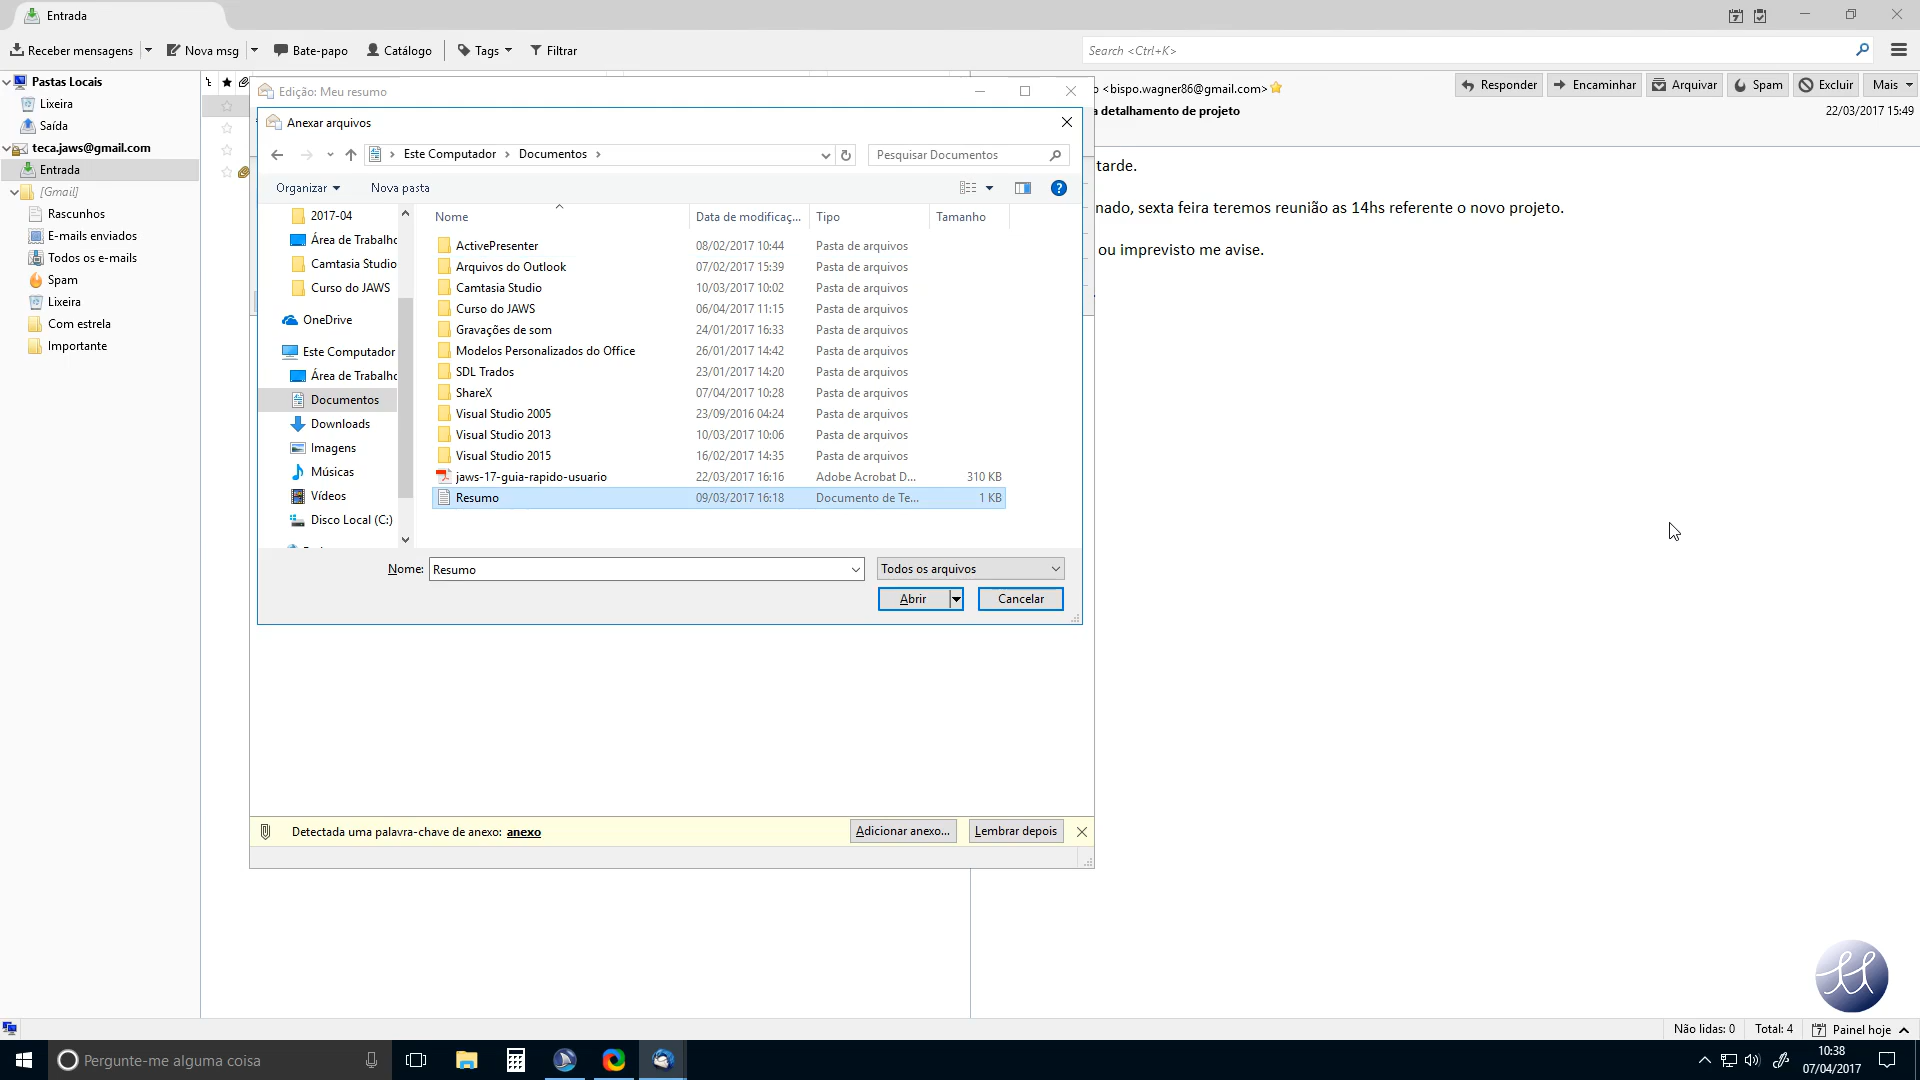 Entrada
Receber mensagens
Nova msg
Bate-papo
Catálogo
Tags
Filtrar
Search <Ctrl+K>
Pastas Locais
Lixeira
Saída
teca.jaws@gmail.com
Entrada
[Gmail]
Rascunhos
E-mails enviados
Todos os e-mails
Spam
Lixeira
Com estrela
Importante
Edição: Meu resumo
o <bispo.wagner86@gmail.com>
Responder
Encaminhar
Arquivar
Spam
Excluir
Mais
a detalhamento de projeto
22/03/2017 15:49
tarde.
nado, sexta feira teremos reunião as 14hs referente o novo projeto.
ou imprevisto me avise.
Anexar arquivos
Este Computador > Documentos >
Pesquisar Documentos
Organizar
Nova pasta
2017-04
Área de Trabalho
Camtasia Studio
Curso do JAWS
OneDrive
Este Computador
Área de Trabalho
Documentos
Downloads
Imagens
Músicas
Vídeos
Disco Local (C:)
Nome Data de modificaç... Tipo Tamanho
ActivePresenter 08/02/2017 10:44 Pasta de arquivos
Arquivos do Outlook 07/02/2017 15:39 Pasta de arquivos
Camtasia Studio 10/03/2017 10:02 Pasta de arquivos
Curso do JAWS 06/04/2017 11:15 Pasta de arquivos
Gravações de som 24/01/2017 16:33 Pasta de arquivos
Modelos Personalizados do Office 26/01/2017 14:42 Pasta de arquivos
SDL Trados 23/01/2017 14:20 Pasta de arquivos
ShareX 07/04/2017 10:28 Pasta de arquivos
Visual Studio 2005 23/09/2016 04:24 Pasta de arquivos
Visual Studio 2013 10/03/2017 10:06 Pasta de arquivos
Visual Studio 2015 16/02/2017 14:35 Pasta de arquivos
jaws-17-guia-rapido-usuario 22/03/2017 16:16 Adobe Acrobat D... 310 KB
Resumo 09/03/2017 16:18 Documento de Te... 1 KB
Nome: Resumo
Todos os arquivos
Abrir
Cancelar
Detectada uma palavra-chave de anexo: anexo
Adicionar anexo...
Lembrar depois
Não lidas: 0
Total: 4
Painel hoje
Pergunte-me alguma coisa
10:38
07/04/2017